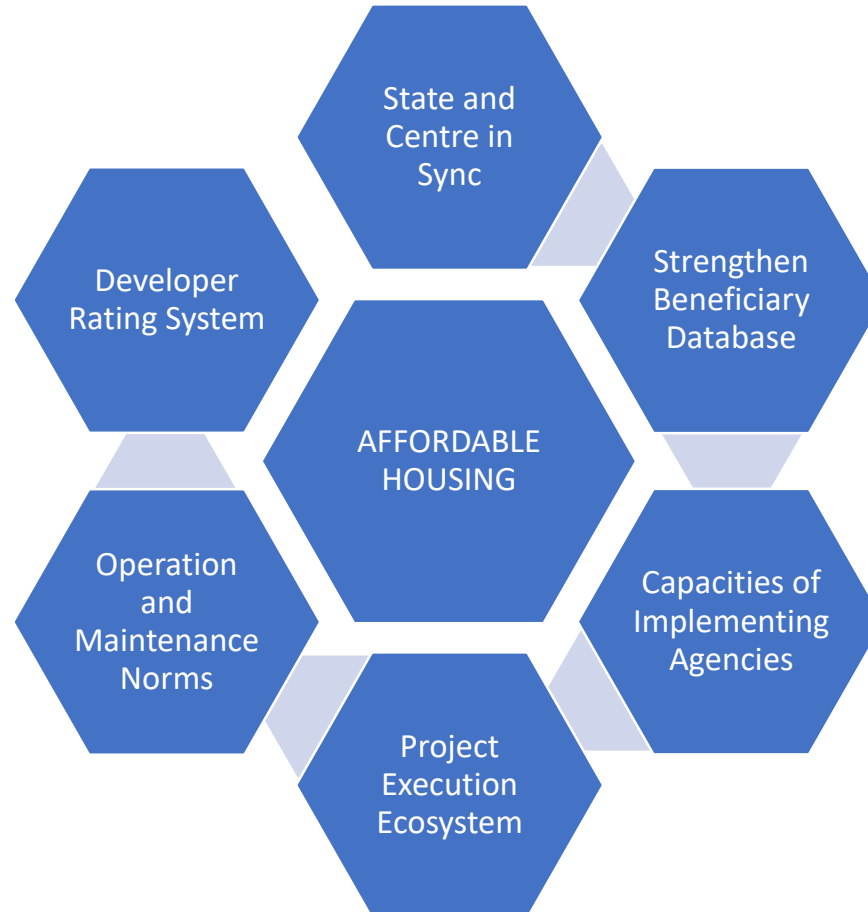 State and
Centre in
Sync
Developer
Rating System
Strengthen
Beneficiary
Database
AFFORDABLE
HOUSING
Operation
and
Maintenance
Norms
Capacities of
Implementing
Agencies
Project
Execution
Ecosystem